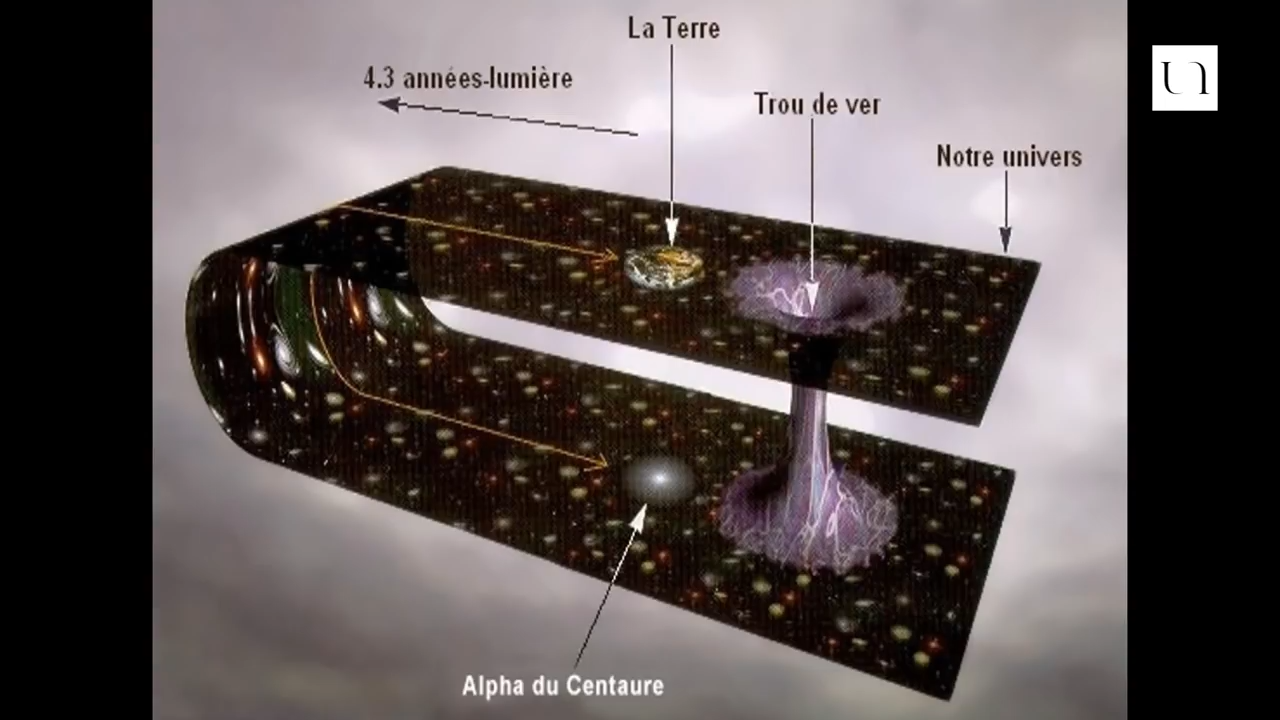 La Terre
4.3 années-lumière
Trou de ver
Notre univers
Alpha du Centaure